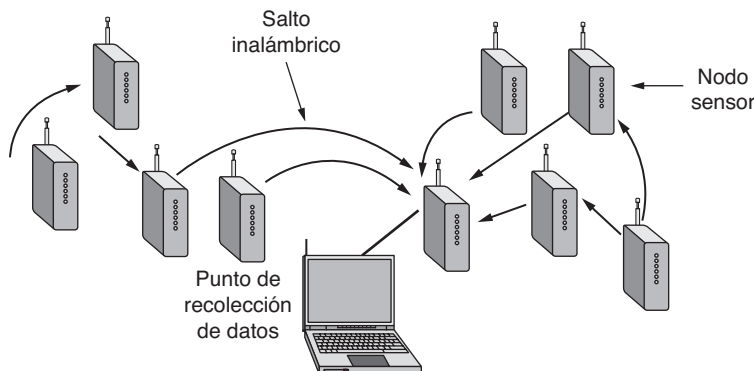 Salto
inalámbrico
Nodo
sensor
Punto de
recolección
de datos